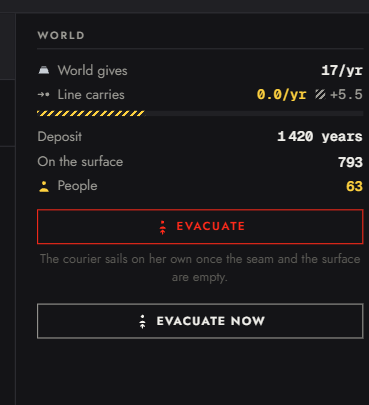 WORLD
World gives 17/yr
Line carries 0.0/yr +5.5
Deposit 1 420 years
On the surface 793
People 63
EVACUATE
The courier sails on her own once the seam and the surface
are empty.
EVACUATE NOW